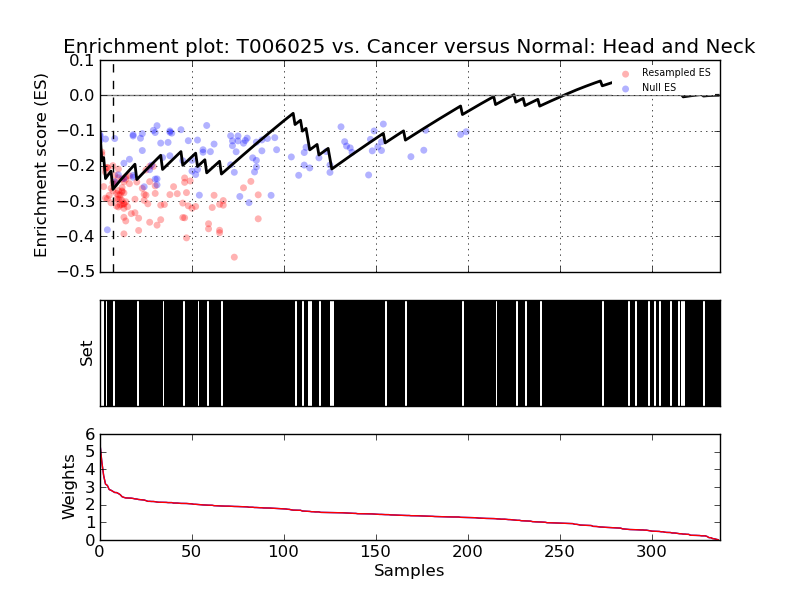 Enrichment plot: T006025 vs. Cancer versus Normal: Head and Neck
0.1
0.0
−0.1
−0.2
−0.3
−0.4
−0.5
Enrichment score (ES)
Resampled ES
Null ES
Set
6
5
4
3
2
1
0
Weights
0 50 100 150 200 250 300
Samples